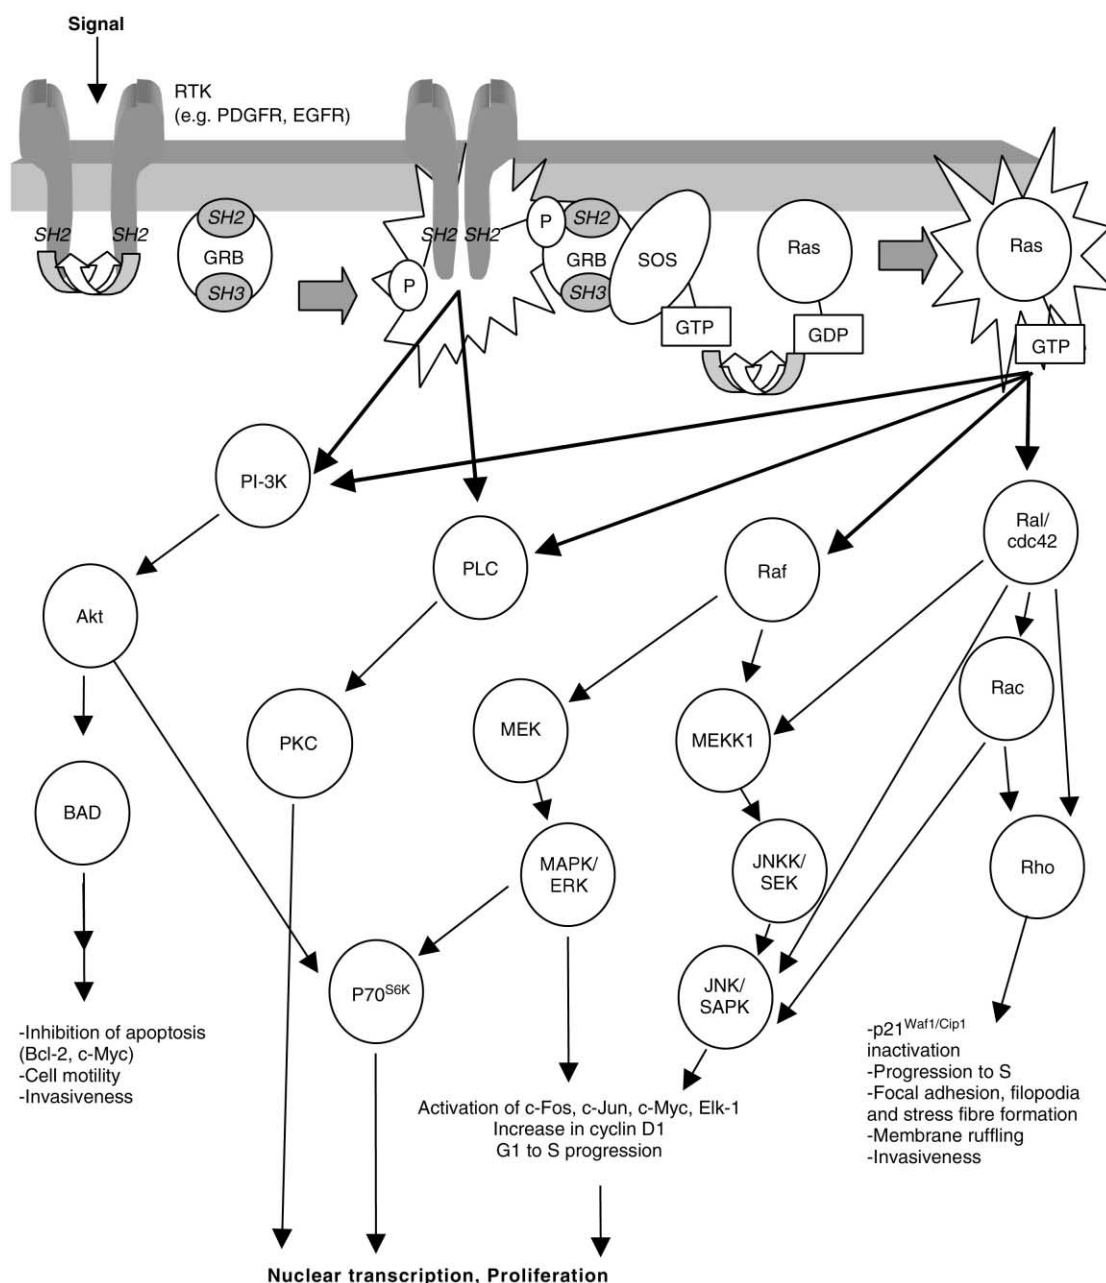 Signal
RTK
(e.g. PDGFR, EGFR)
SH2
SH2
SH2
GRB
SH3
SH2
SH2
P
P
SH2
GRB
SH3
SOS
GTP
Ras
GDP
Ras
GTP
PI-3K
PLC
Raf
Ral/
cdc42
Akt
PKC
MEK
MEKK1
Rac
BAD
MAPK/
ERK
JNKK/
SEK
Rho
P70S6K
JNK/
SAPK
-Inhibition of apoptosis
(Bcl-2, c-Myc)
-Cell motility
-Invasiveness
Activation of c-Fos, c-Jun, c-Myc, Elk-1
Increase in cyclin D1
G1 to S progression
-p21Waf1/Cip1
inactivation
-Progression to S
-Focal adhesion, filopodia
and stress fibre formation
-Membrane ruffling
-Invasiveness
Nuclear transcription, Proliferation